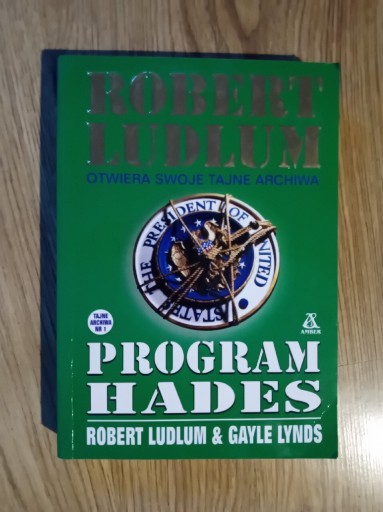 ROBERT
LUDLUM
OTWIERA SWOJE TAJNE ARCHIWA
THE PRESIDENT OF
UNITED
STATES
AMBER
TAJNE
ARCHIWA
NR 1
PROGRAM
HADES
ROBERT LUDLUM & GAYLE LYNDS